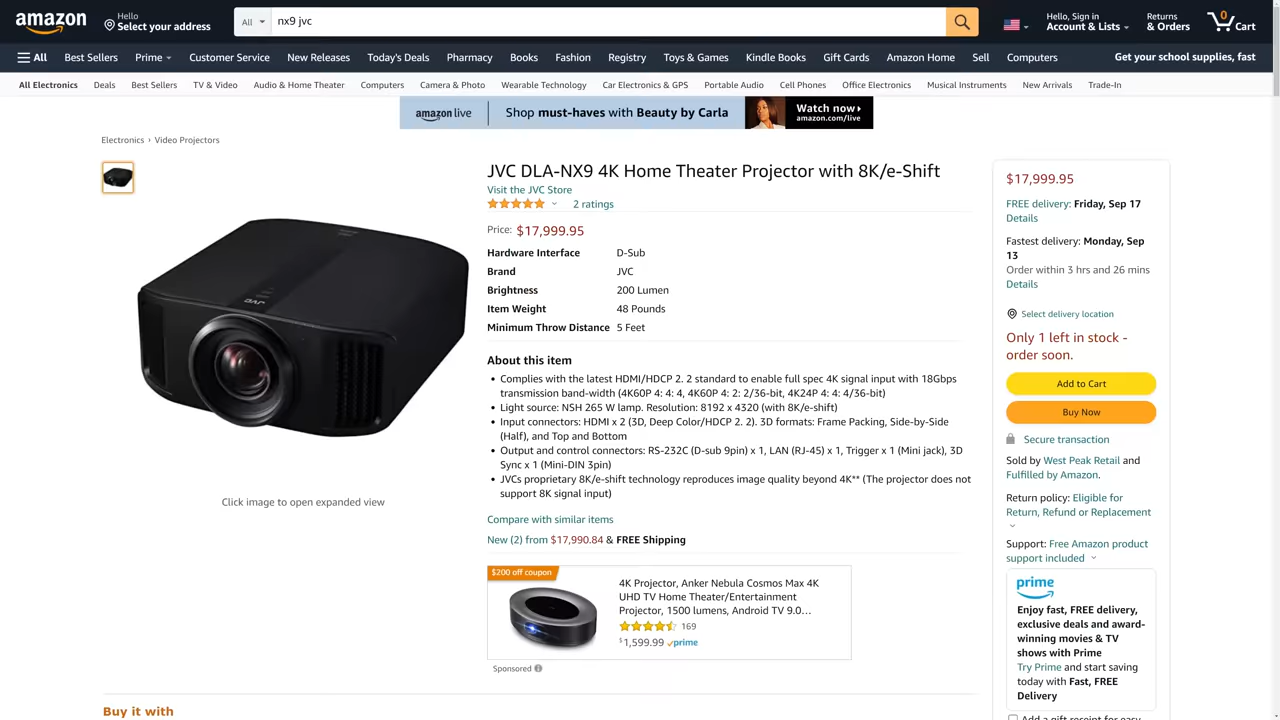 amazon
Hello
Select your address
All
nx9 jvc
Hello, Sign in
Account & Lists
Returns
& Orders
0
Cart
All
Best Sellers
Prime
Customer Service
New Releases
Today's Deals
Pharmacy
Books
Fashion
Registry
Toys & Games
Kindle Books
Gift Cards
Amazon Home
Sell
Computers
Get your school supplies, fast
All Electronics
Deals
Best Sellers
TV & Video
Audio & Home Theater
Computers
Camera & Photo
Wearable Technology
Car Electronics & GPS
Portable Audio
Cell Phones
Office Electronics
Musical Instruments
New Arrivals
Trade-In
amazon live
Shop must-haves with Beauty by Carla
Watch now
amazon.com/live
Electronics › Video Projectors
JVC
Click image to open expanded view
JVC DLA-NX9 4K Home Theater Projector with 8K/e-Shift
Visit the JVC Store
2 ratings
Price: $17,999.95
Hardware Interface D-Sub
Brand JVC
Brightness 200 Lumen
Item Weight 48 Pounds
Minimum Throw Distance 5 Feet
About this item
• Complies with the latest HDMI/HDCP 2. 2 standard to enable full spec 4K signal input with 18Gbps
transmission band-width (4K60P 4: 4: 4, 4K60P 4: 2: 2/36-bit, 4K24P 4: 4: 4/36-bit)
• Light source: NSH 265 W lamp. Resolution: 8192 x 4320 (with 8K/e-shift)
• Input connectors: HDMI x 2 (3D, Deep Color/HDCP 2. 2). 3D formats: Frame Packing, Side-by-Side
(Half), and Top and Bottom
• Output and control connectors: RS-232C (D-sub 9pin) x 1, LAN (RJ-45) x 1, Trigger x 1 (Mini jack), 3D
Sync x 1 (Mini-DIN 3pin)
• JVCs proprietary 8K/e-shift technology reproduces image quality beyond 4K** (The projector does not
support 8K signal input)
Compare with similar items
New (2) from $17,990.84 & FREE Shipping
$200 off coupon
4K Projector, Anker Nebula Cosmos Max 4K
UHD TV Home Theater/Entertainment
Projector, 1500 lumens, Android TV 9.0…
169
$1,599.99 prime
Sponsored
Buy it with
$17,999.95
FREE delivery: Friday, Sep 17
Details
Fastest delivery: Monday, Sep
13
Order within 3 hrs and 26 mins
Details
Select delivery location
Only 1 left in stock -
order soon.
Add to Cart
Buy Now
Secure transaction
Sold by West Peak Retail and
Fulfilled by Amazon.
Return policy: Eligible for
Return, Refund or Replacement
Support: Free Amazon product
support included
prime
Enjoy fast, FREE delivery,
exclusive deals and award-
winning movies & TV
shows with Prime
Try Prime and start saving
today with Fast, FREE
Delivery
Add a gift receipt for easy